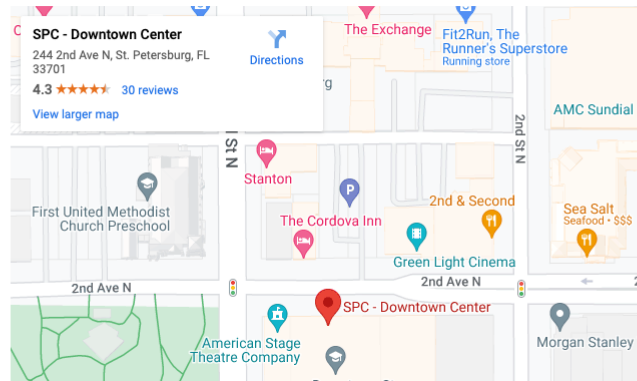 SPC - Downtown Center
244 2nd Ave N, St. Petersburg, FL
33701
4.3
30 reviews
View larger map
Directions
The Exchange
Fit2Run, The
Runner's Superstore
Running store
rg
AMC Sundial
St N
2nd St N
Stanton
P
First United Methodist
Church Preschool
The Cordova Inn
2nd & Second
Sea Salt
Seafood • $$$
Green Light Cinema
2nd Ave N
2nd Ave N
2
SPC - Downtown Center
American Stage
Theatre Company
Morgan Stanley